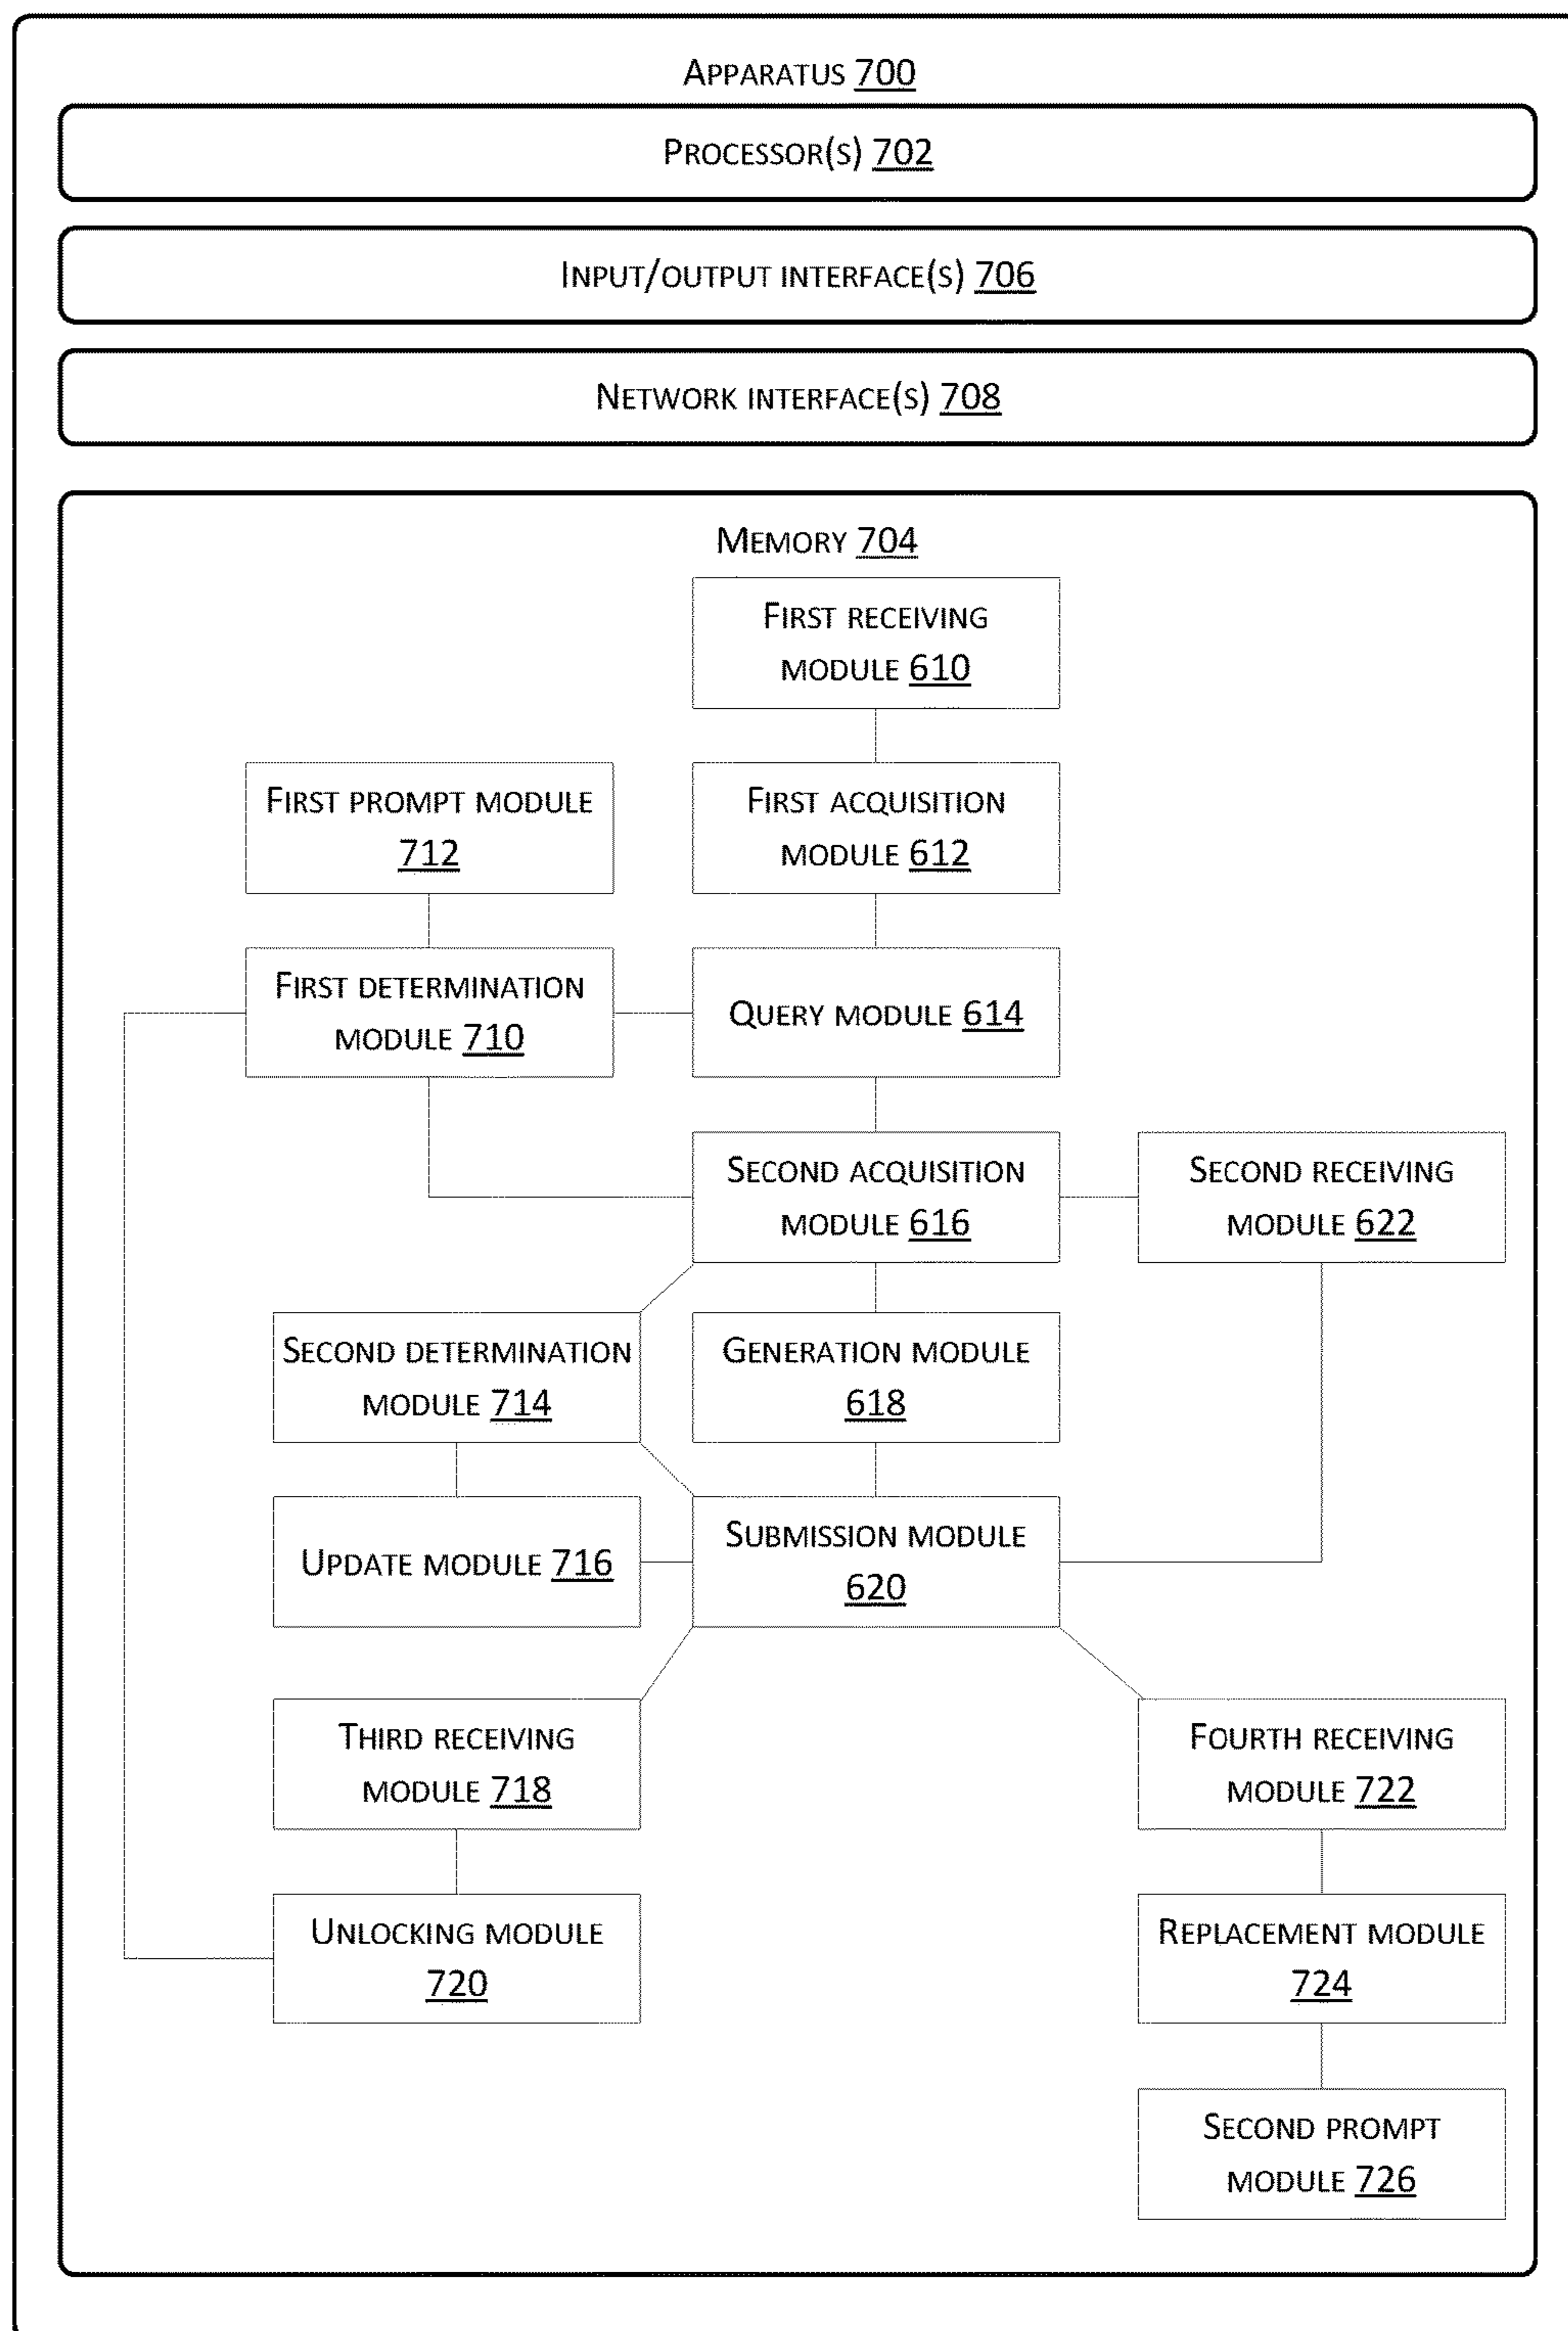 APPARATUS 700
PROCESSOR(S) 702
INPUT/OUTPUT INTERFACE(S) 706
NETWORK INTERFACE(S) 708
MEMORY 704
FIRST RECEIVING
MODULE 610
FIRST PROMPT MODULE
712
FIRST ACQUISITION
MODULE 612
FIRST DETERMINATION
MODULE 710
QUERY MODULE 614
SECOND ACQUISITION
MODULE 616
SECOND RECEIVING
MODULE 622
SECOND DETERMINATION
MODULE 714
GENERATION MODULE
618
UPDATE MODULE 716
SUBMISSION MODULE
620
THIRD RECEIVING
MODULE 718
FOURTH RECEIVING
MODULE 722
UNLOCKING MODULE
720
REPLACEMENT MODULE
724
SECOND PROMPT
MODULE 726